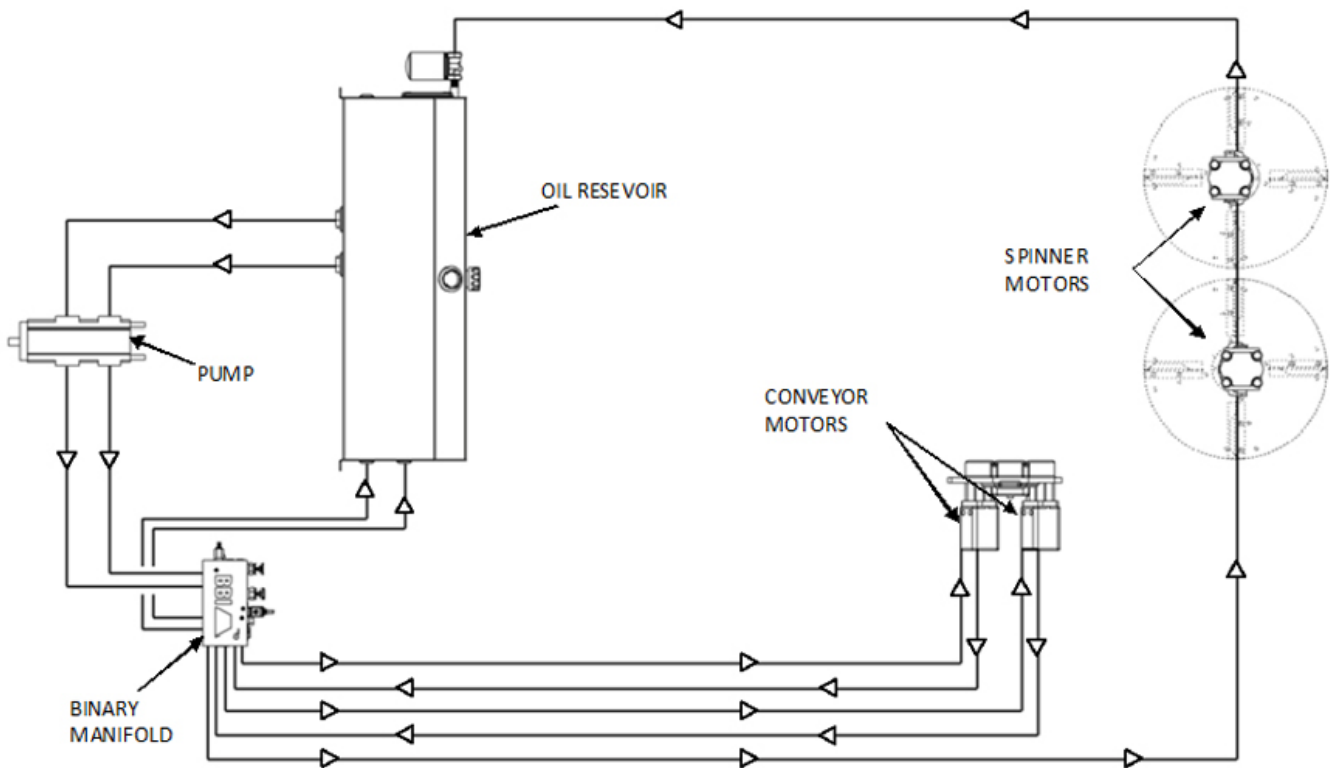 OIL RESEVOIR
SPINNER
MOTORS
PUMP
CONVEYOR
MOTORS
BINARY
MANIFOLD